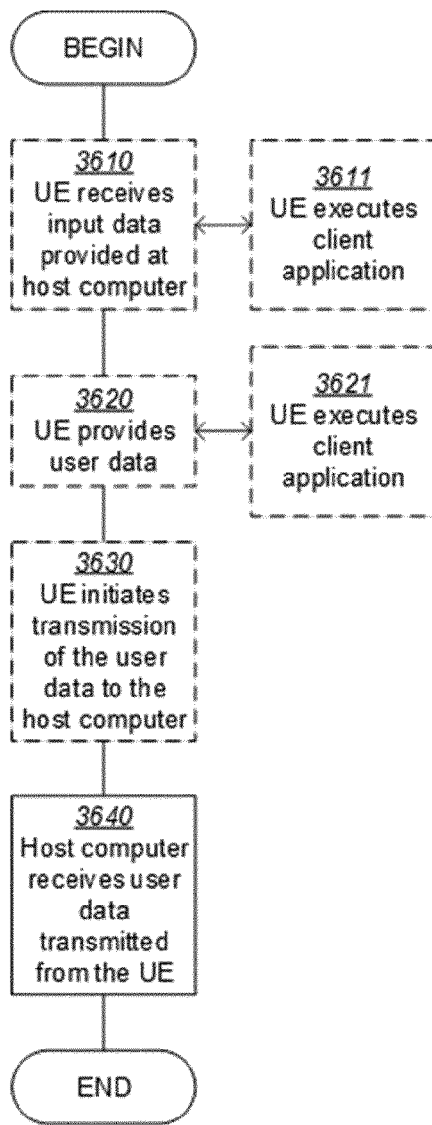 BEGIN
3610
UE receives
input data
provided at
host computer
3611
UE executes
client
application
3620
UE provides
user data
3621
UE executes
client
application
3630
UE initiates
transmission
of the user
data to the
host computer
3640
Host computer
receives user
data
transmitted
from the UE
END